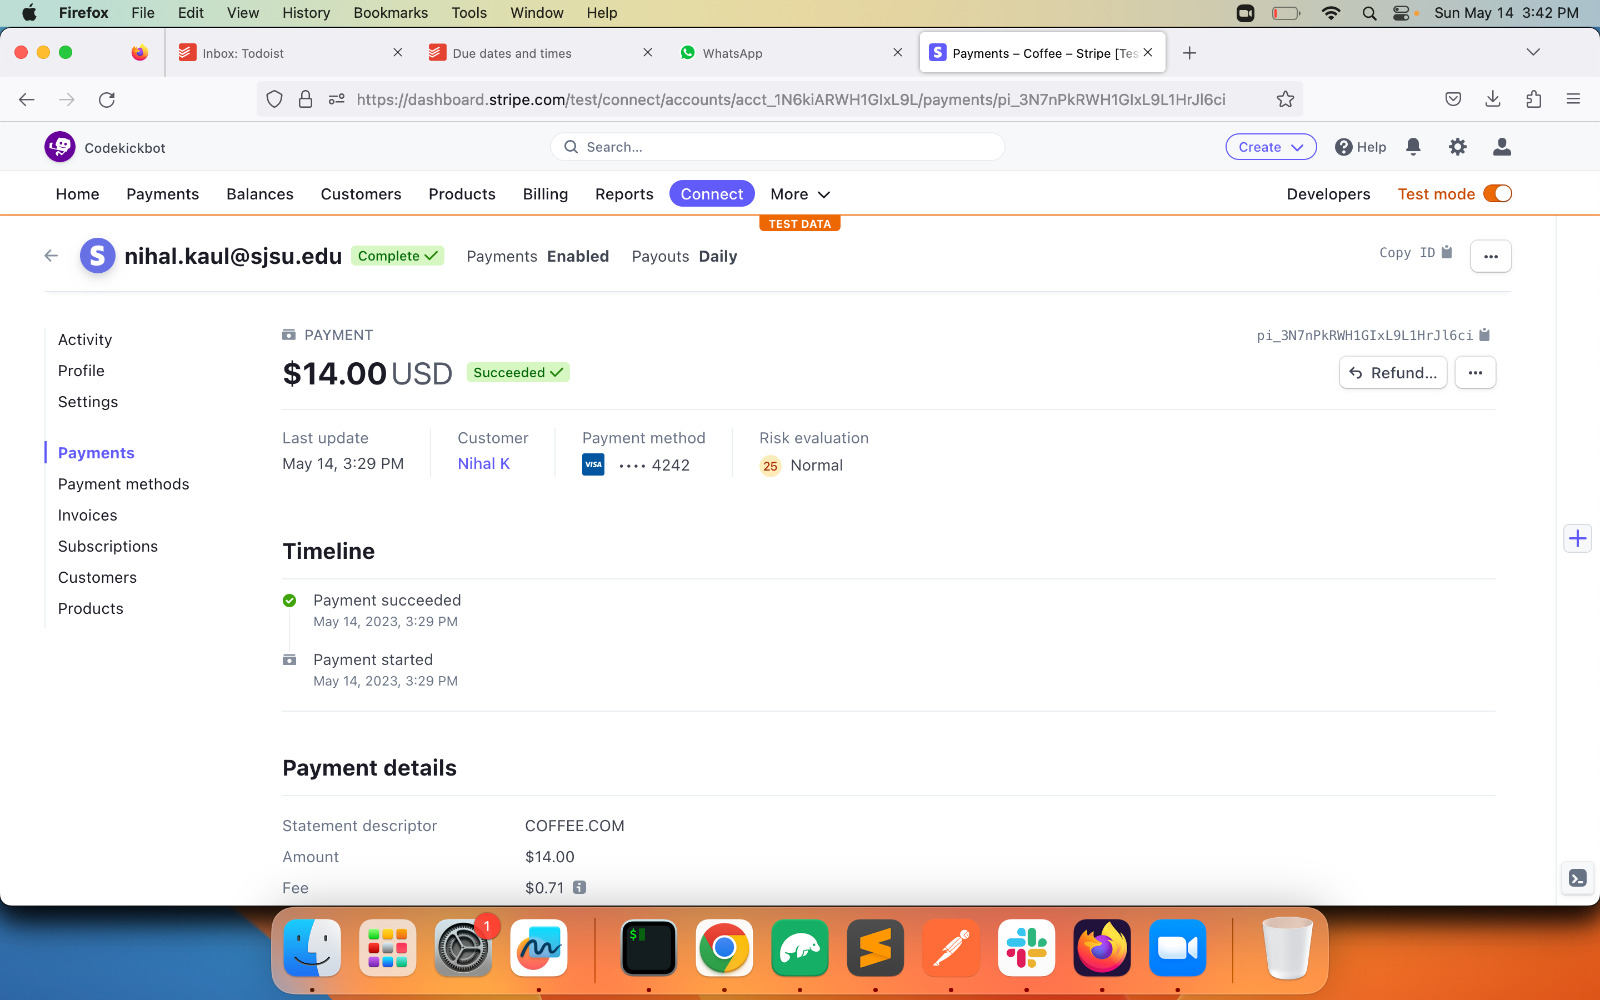 Firefox File Edit View History Bookmarks Tools Window Help Sun May 14 3:42 PM
Inbox: Todoist Due dates and times WhatsApp Payments – Coffee – Stripe [Tes
https://dashboard.stripe.com/test/connect/accounts/acct_1N6kiARWH1GIxL9L/payments/pi_3N7nPkRWH1GIxL9L1HrJl6ci
Codekickbot Search... Create Help
Home Payments Balances Customers Products Billing Reports Connect More Developers Test mode
TEST DATA
nihal.kaul@sjsu.edu Complete Payments Enabled Payouts Daily Copy ID
Activity
Profile
Settings
Payments
Payment methods
Invoices
Subscriptions
Customers
Products
PAYMENT pi_3N7nPkRWH1GIxL9L1HrJl6ci
$14.00 USD Succeeded Refund...
Last update Customer Payment method Risk evaluation
May 14, 3:29 PM Nihal K VISA •••• 4242 25 Normal
Timeline
Payment succeeded
May 14, 2023, 3:29 PM
Payment started
May 14, 2023, 3:29 PM
Payment details
Statement descriptor COFFEE.COM
Amount $14.00
Fee $0.71
1